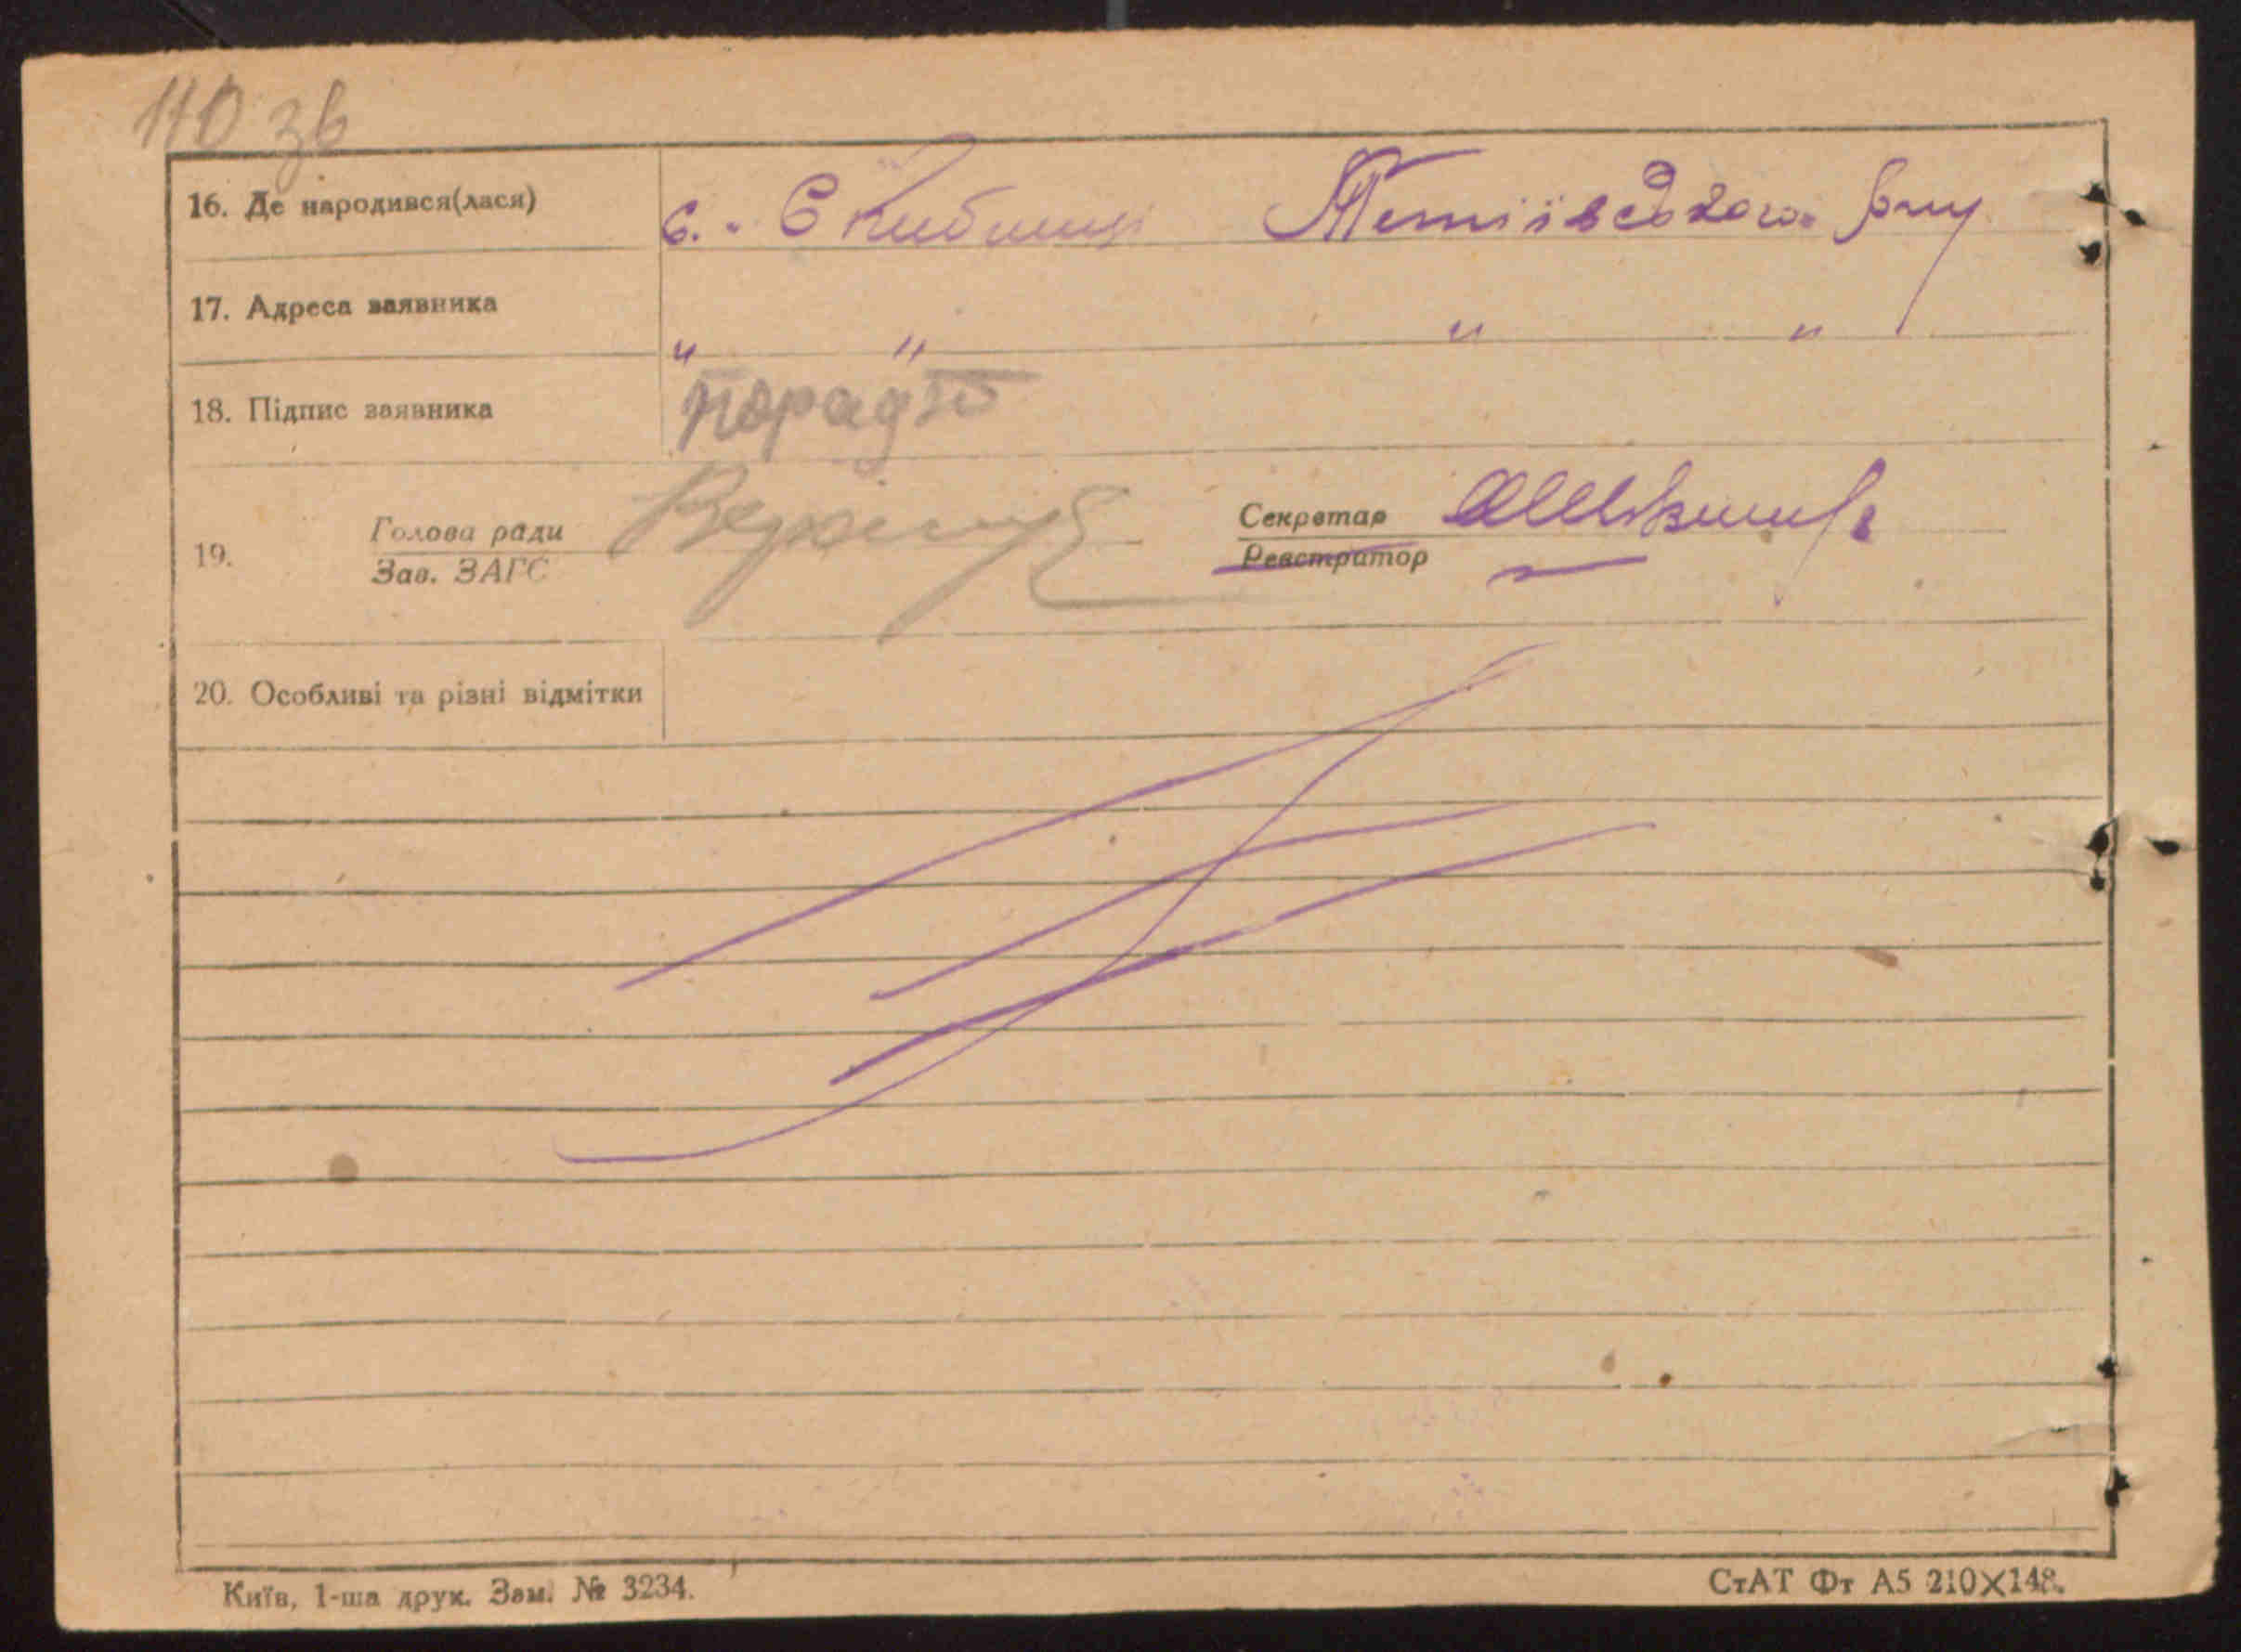 110 зв
16. Де народився(лася) с. Скибинці Тетіївського р-ну
17. Адреса заявника " " " "
18. Підпис заявника
19. Голова ради Секретар
Зав. ЗАГС Реєстратор
20. Особливі та різні відмітки
Київ, 1-ша друк. Зам. № 3234. СтАТ Фт А5 210×148.